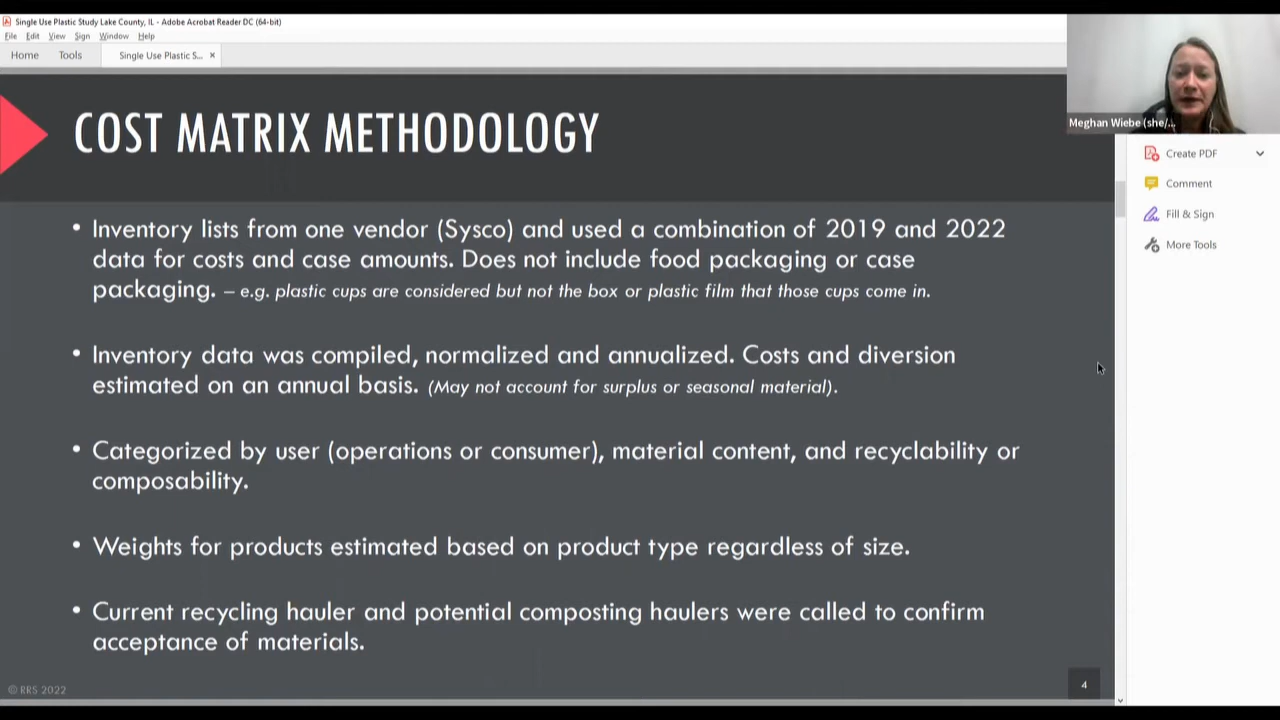 Single Use Plastic Study Lake County, IL - Adobe Acrobat Reader DC (64-bit)
File Edit View Sign Window Help
Home Tools Single Use Plastic S... ×
COST MATRIX METHODOLOGY
• Inventory lists from one vendor (Sysco) and used a combination of 2019 and 2022
data for costs and case amounts. Does not include food packaging or case
packaging. – e.g. plastic cups are considered but not the box or plastic film that those cups come in.
• Inventory data was compiled, normalized and annualized. Costs and diversion
estimated on an annual basis. (May not account for surplus or seasonal material).
• Categorized by user (operations or consumer), material content, and recyclability or
composability.
• Weights for products estimated based on product type regardless of size.
• Current recycling hauler and potential composting haulers were called to confirm
acceptance of materials.
© RRS 2022
4
Meghan Wiebe (she/...
Create PDF
Comment
Fill & Sign
More Tools